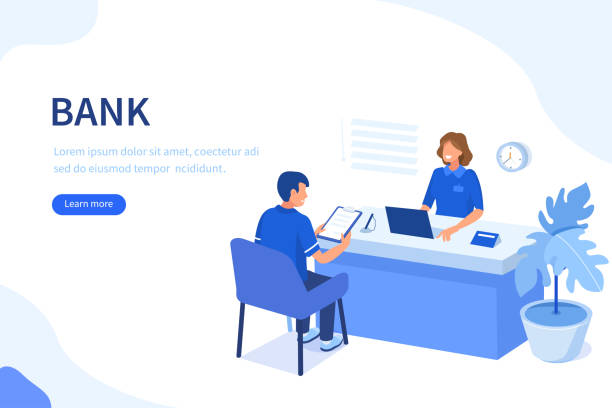 BANK
Lorem ipsum dolor sit amet, coectetur adi
sed do eiusmod tempor ncididunt.
Learn more